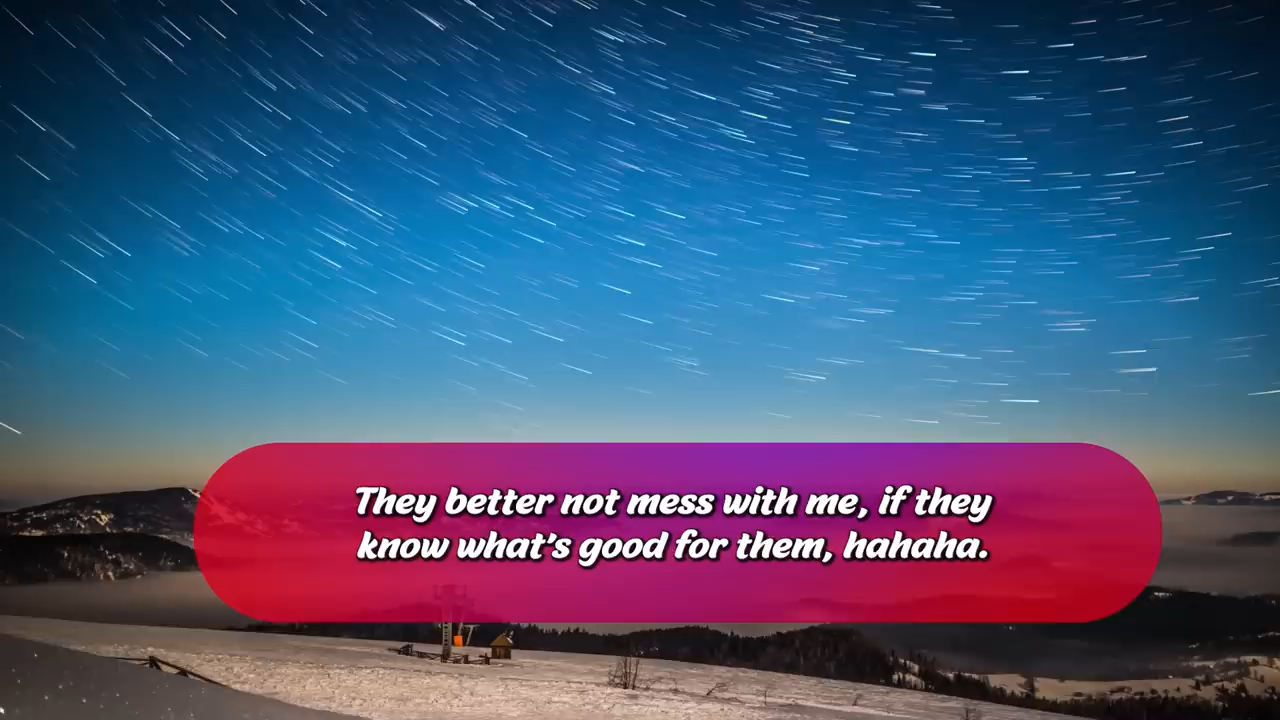 They better not mess with me, if they
know what's good for them, hahaha.